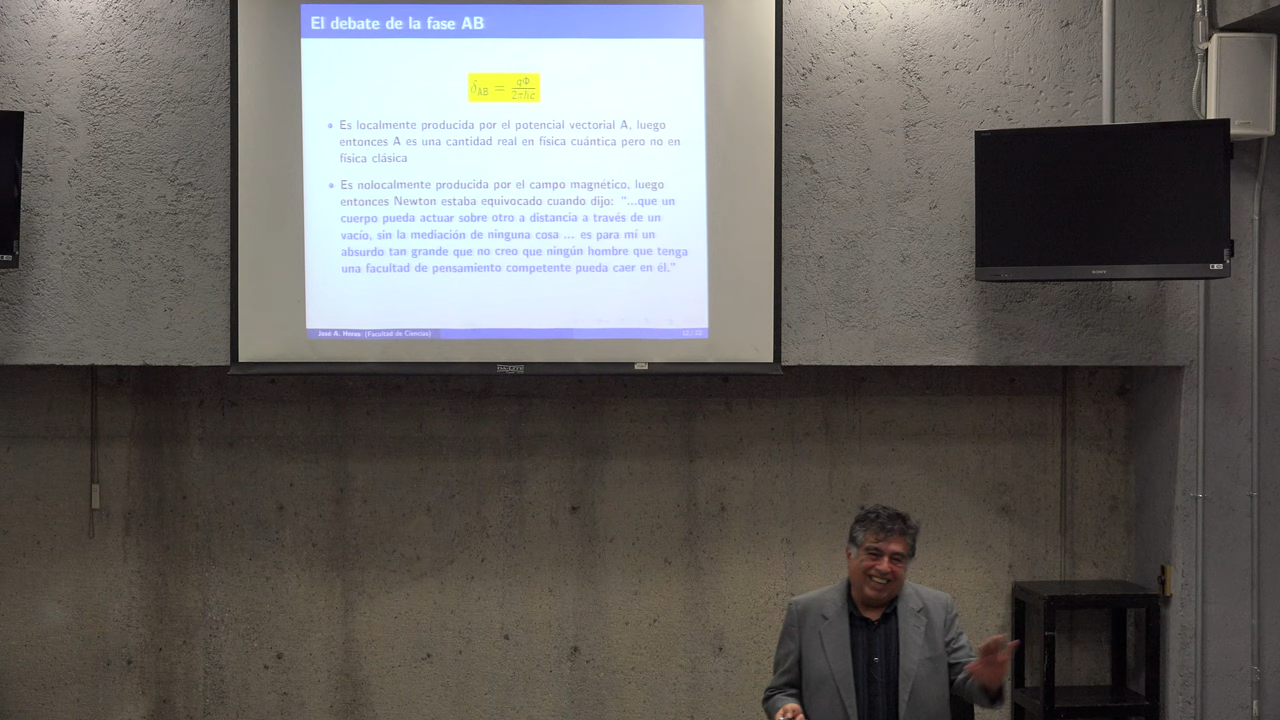 El debate de la fase AB
δ_AB = qΦ / 2πℏc
Es localmente producida por el potencial vectorial A, luego
entonces A es una cantidad real en física cuántica pero no en
física clásica
Es nolocalmente producida por el campo magnético, luego
entonces Newton estaba equivocado cuando dijo: "...que un
cuerpo pueda actuar sobre otro a distancia a través de un
vacío, sin la mediación de ninguna cosa ... es para mí un
absurdo tan grande que no creo que ningún hombre que tenga
una facultad de pensamiento competente pueda caer en él."
José A. Heras (Facultad de Ciencias)
DA-LITE
SONY